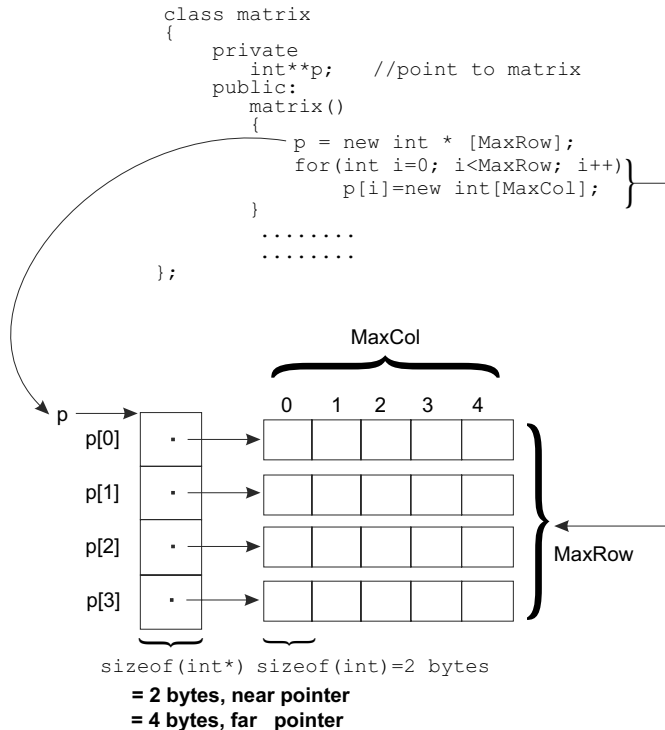 class matrix
{
private
int**p; //point to matrix
public:
matrix()
{
p = new int * [MaxRow];
for(int i=0; i<MaxRow; i++)
p[i]=new int[MaxCol];
}
........
........
};
MaxCol
0 1 2 3 4
p
p[0]
p[1]
p[2]
p[3]
MaxRow
sizeof(int*) sizeof(int)=2 bytes
= 2 bytes, near pointer
= 4 bytes, far pointer